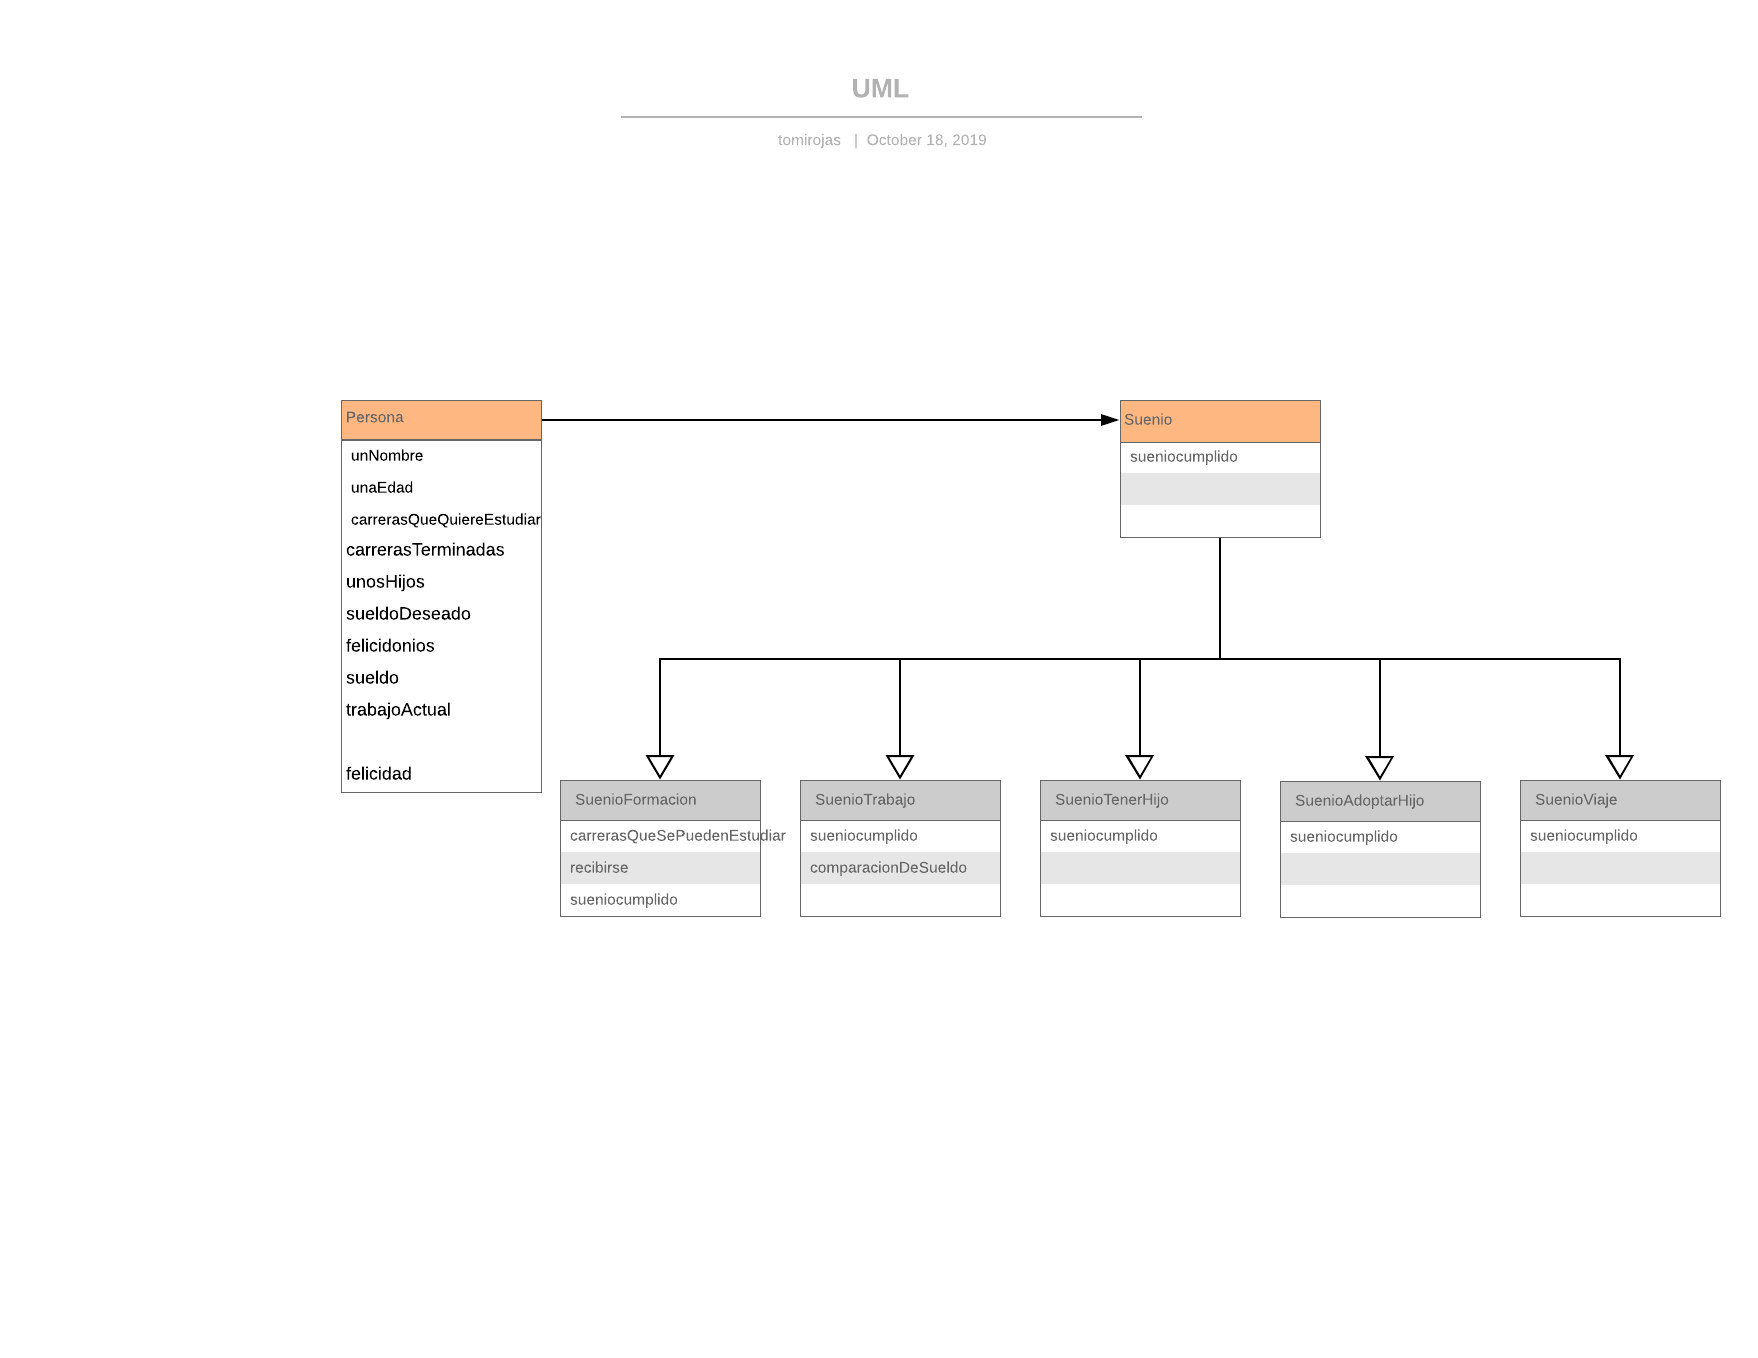 UML
tomirojas | October 18, 2019
Persona
unNombre
unaEdad
carrerasQueQuiereEstudiar
carrerasTerminadas
unosHijos
sueldoDeseado
felicidonios
sueldo
trabajoActual
felicidad
Suenio
sueniocumplido
SuenioFormacion
carrerasQueSePuedenEstudiar
recibirse
sueniocumplido
SuenioTrabajo
sueniocumplido
comparacionDeSueldo
SuenioTenerHijo
sueniocumplido
SuenioAdoptarHijo
sueniocumplido
SuenioViaje
sueniocumplido